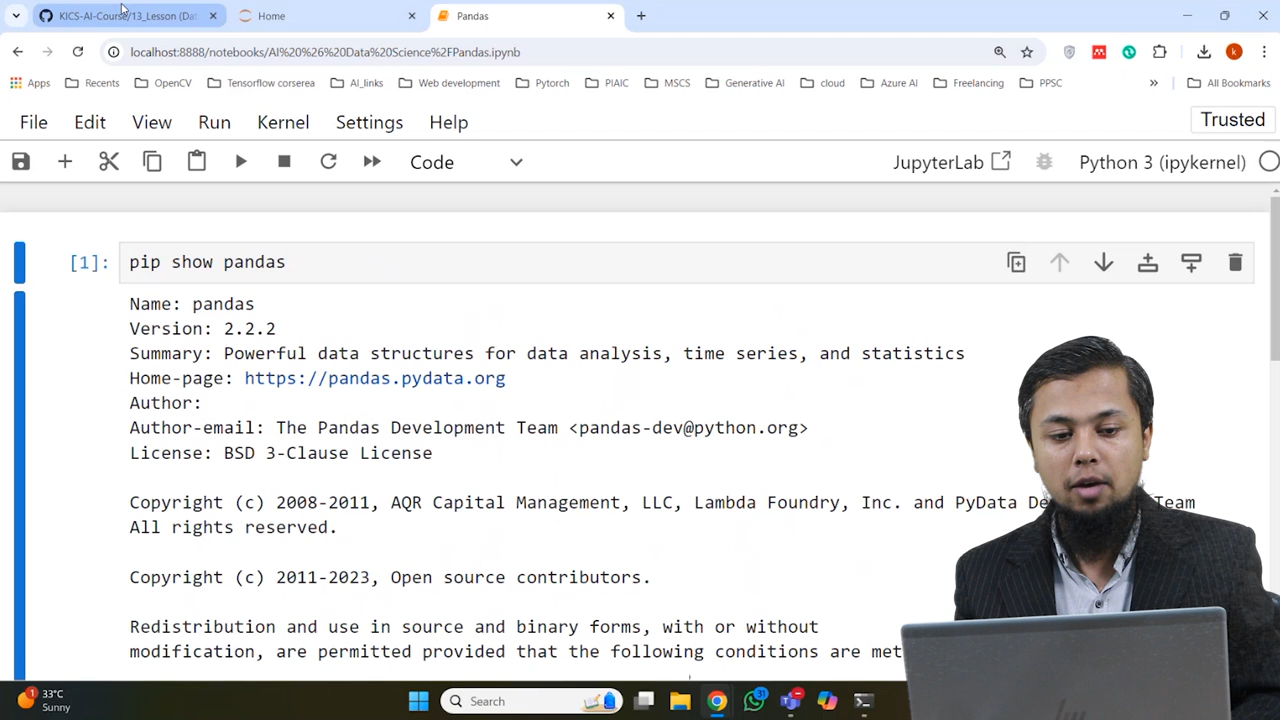 KICS-AI-Course/13_Lesson (Dat
Home
Pandas
localhost:8888/notebooks/AI%20%26%20Data%20Science%2FPandas.ipynb
k
Apps
Recents
OpenCV
Tensorflow corserea
AI_links
Web development
Pytorch
PIAIC
MSCS
Generative AI
cloud
Azure AI
Freelancing
PPSC
All Bookmarks
File
Edit
View
Run
Kernel
Settings
Help
Trusted
Code
JupyterLab
Python 3 (ipykernel)
[1]:
pip show pandas
Name: pandas
Version: 2.2.2
Summary: Powerful data structures for data analysis, time series, and statistics
Home-page: https://pandas.pydata.org
Author:
Author-email: The Pandas Development Team <pandas-dev@python.org>
License: BSD 3-Clause License
Copyright (c) 2008-2011, AQR Capital Management, LLC, Lambda Foundry, Inc. and PyData De Team
All rights reserved.
Copyright (c) 2011-2023, Open source contributors.
Redistribution and use in source and binary forms, with or without
modification, are permitted provided that the following conditions are met
1
33°C
Sunny
Search
31